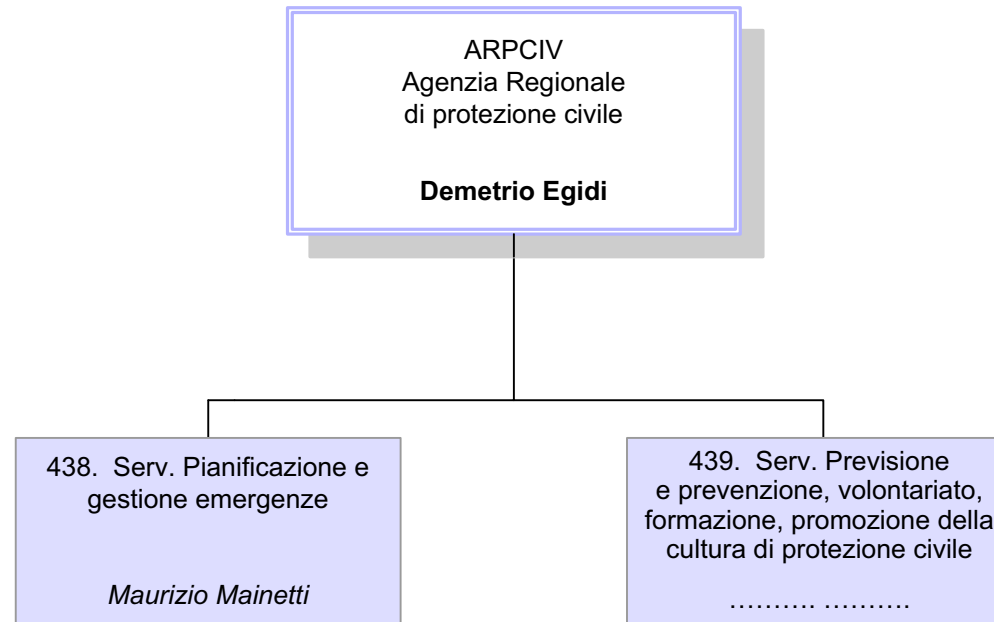 ARPCIV
Agenzia Regionale
di protezione civile
Demetrio Egidi
438. Serv. Pianificazione e
gestione emergenze
Maurizio Mainetti
439. Serv. Previsione
e prevenzione, volontariato,
formazione, promozione della
cultura di protezione civile
………. ……….